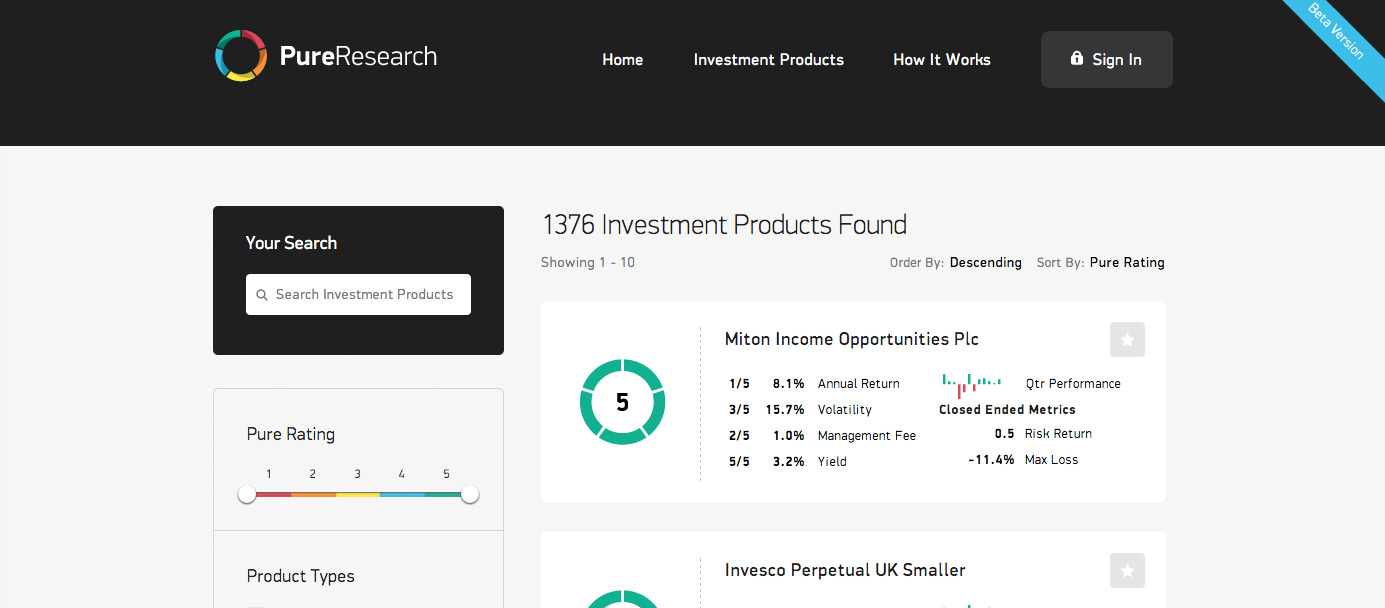 PureResearch
Home
Investment Products
How It Works
Sign In
Beta Version
Your Search
Search Investment Products
Pure Rating
1 2 3 4 5
Product Types
1376 Investment Products Found
Showing 1 - 10
Order By: Descending Sort By: Pure Rating
5
Miton Income Opportunities Plc
1/5 8.1% Annual Return
3/5 15.7% Volatility
2/5 1.0% Management Fee
5/5 3.2% Yield
Qtr Performance
Closed Ended Metrics
0.5 Risk Return
-11.4% Max Loss
Invesco Perpetual UK Smaller